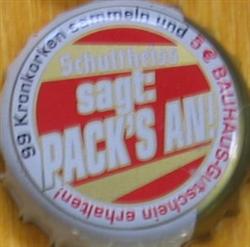 99 Kronkorken sammeln und 5€ BAUHAUS-Gutschein erhalten!
Schultheiss
sagt:
PACK'S AN!